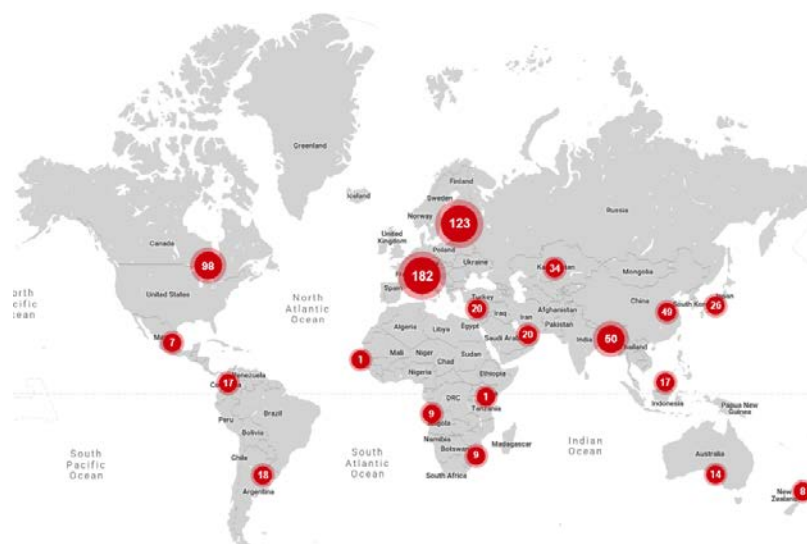 Greenland
Finland
Iceland
Sweden
Norway
Russia
123
United
Kingdom
Canada
Poland
98
Ukraine
34
Mongolia
182
United States
Spain
North
Atlantic
Ocean
Turkey
20
Afghanistan
China
49
South Korea
26
Iraq
Iran
Pakistan
7
Algeria
Libya
Egypt
Saudi Arabia
20
India
60
Thailand
1
Mali
Niger
Chad
Sudan
Nigeria
Ethiopia
Venezuela
17
DRC
1
Tanzania
17
Indonesia
Papua New
Guinea
Peru
Brazil
9
Angola
Bolivia
Namibia
Botswana
Madagascar
9
Indian
Ocean
South
Pacific
Ocean
South
Atlantic
Ocean
Chile
18
Argentina
South Africa
Australia
14
New
Zealand
8